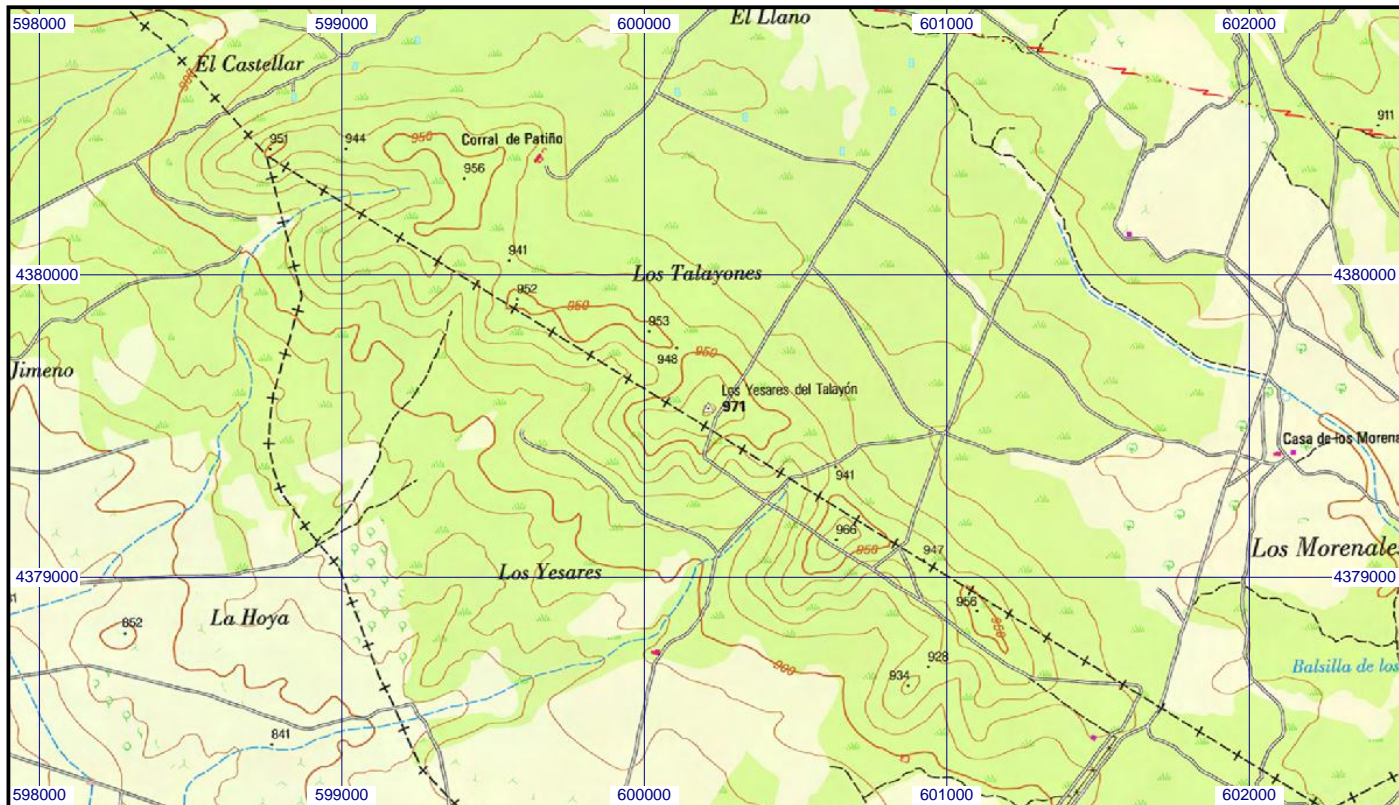 598000 599000 600000 601000 602000
El Llano
El Castellar
900
911
951 944 950
Corral de Patiño
956
941
4380000 Los Talayones 4380000
952 950
953
948 950
Jimeno
Los Yesares del Talayón
971
Casa de los Morena
941
966 950 947
Los Morenale
Los Yesares
4379000 4379000
956
950
La Hoya
852
928
900
934
Balsilla de los
841
598000 599000 600000 601000 602000